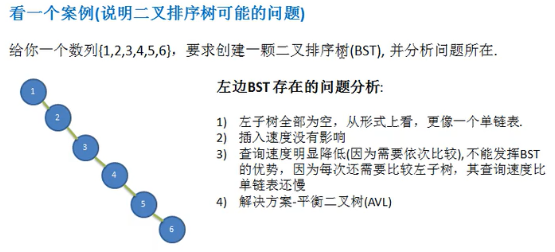 看一个案例(说明二叉排序树可能的问题)
给你一个数列{1,2,3,4,5,6}，要求创建一颗二叉排序树(BST), 并分析问题所在.
左边BST 存在的问题分析:
1) 左子树全部为空，从形式上看，更像一个单链表.
2) 插入速度没有影响
3) 查询速度明显降低(因为需要依次比较), 不能发挥BST
的优势，因为每次还需要比较左子树，其查询速度比
单链表还慢
4) 解决方案-平衡二叉树(AVL)
1
2
3
4
5
6